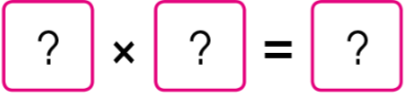 ? × ? = ?